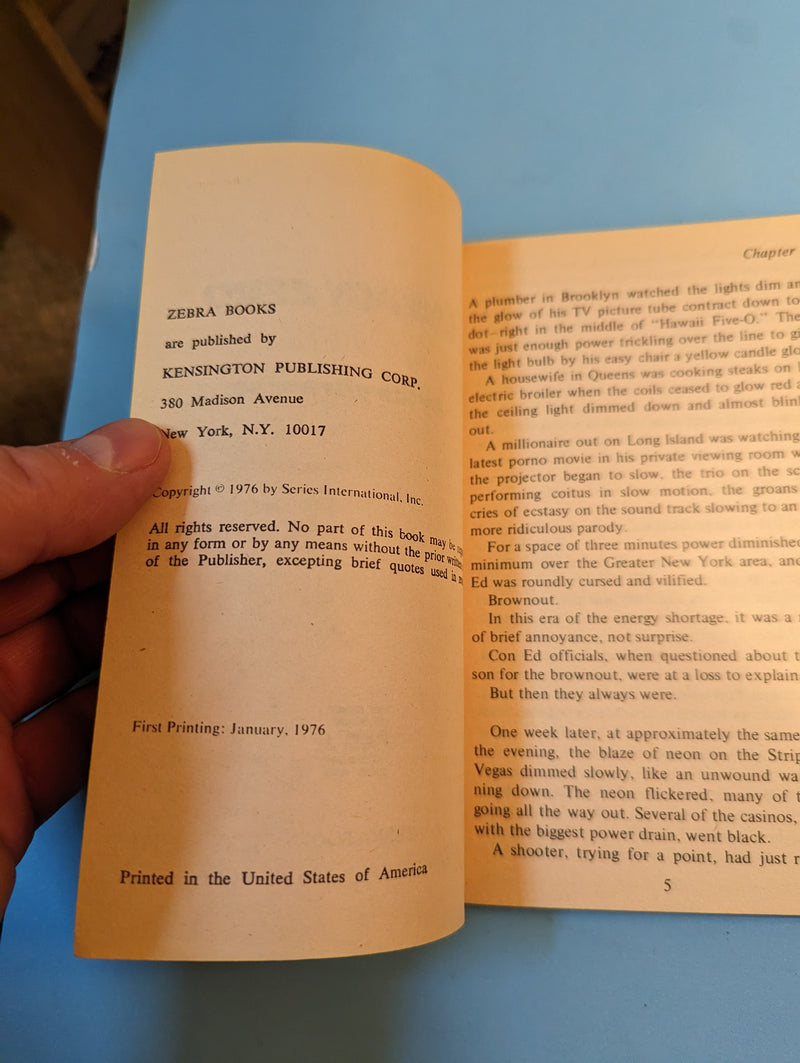 ZEBRA BOOKS
are published by
KENSINGTON PUBLISHING CORP.
380 Madison Avenue
New York, N.Y. 10017
Copyright © 1976 by Series International, Inc.
All rights reserved. No part of this book may be
in any form or by any means without the prior written
of the Publisher, excepting brief quotes used in
First Printing: January, 1976
Printed in the United States of America
Chapter
A plumber in Brooklyn watched the lights dim
the glow of his TV picture tube contract down to
dot right in the middle of "Hawaii Five-O." The
was just enough power trickling over the line to
the light bulb by his easy chair a yellow candle
A housewife in Queens was cooking steaks on
electric broiler when the coils ceased to glow red
the ceiling light dimmed down and almost
out.
A millionaire out on Long Island was watching
latest porno movie in his private viewing room
the projector began to slow, the trio on the
performing coitus in slow motion, the groans
cries of ecstasy on the sound track slowing to an
more ridiculous parody.
For a space of three minutes power diminished
minimum over the Greater New York area,
Ed was roundly cursed and vilified.
Brownout.
In this era of the energy shortage, it was a
of brief annoyance, not surprise.
Con Ed officials, when questioned about
son for the brownout, were at a loss to explain
But then they always were.
One week later, at approximately the same
the evening, the blaze of neon on the Strip
Vegas dimmed slowly, like an unwound
ning down. The neon flickered, many of
going all the way out. Several of the casinos,
with the biggest power drain, went black.
A shooter, trying for a point, had just
5